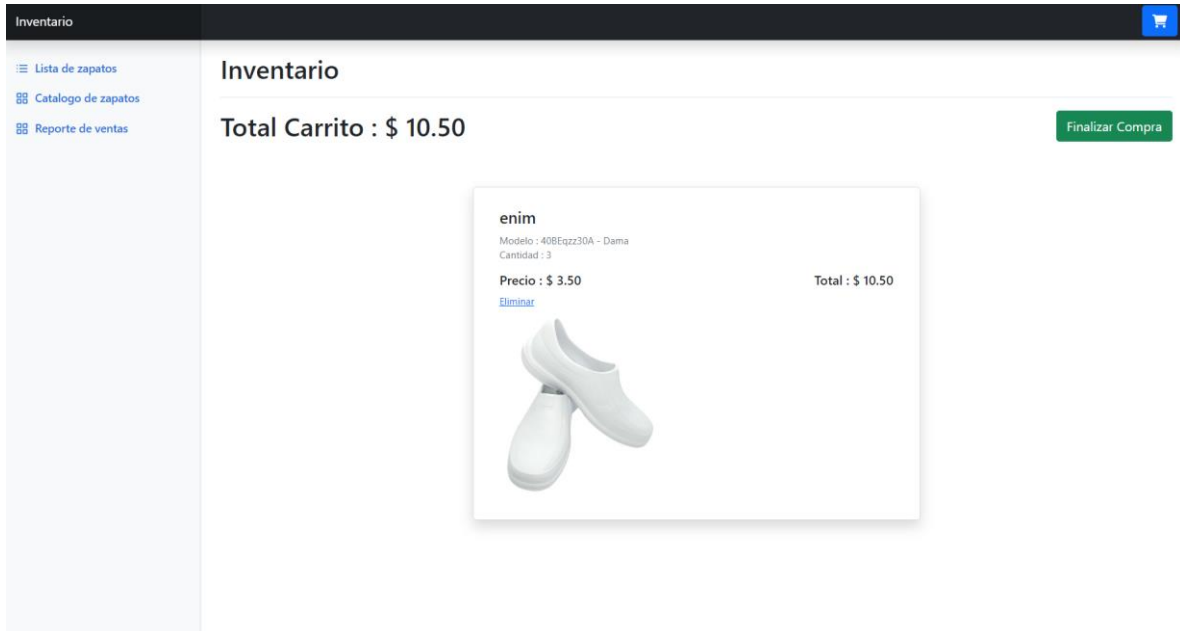 Inventario
Lista de zapatos
Catalogo de zapatos
Reporte de ventas
Inventario
Total Carrito : $ 10.50
Finalizar Compra
enim
Modelo : 40BEqzz30A - Dama
Cantidad : 3
Precio : $ 3.50
Total : $ 10.50
Eliminar